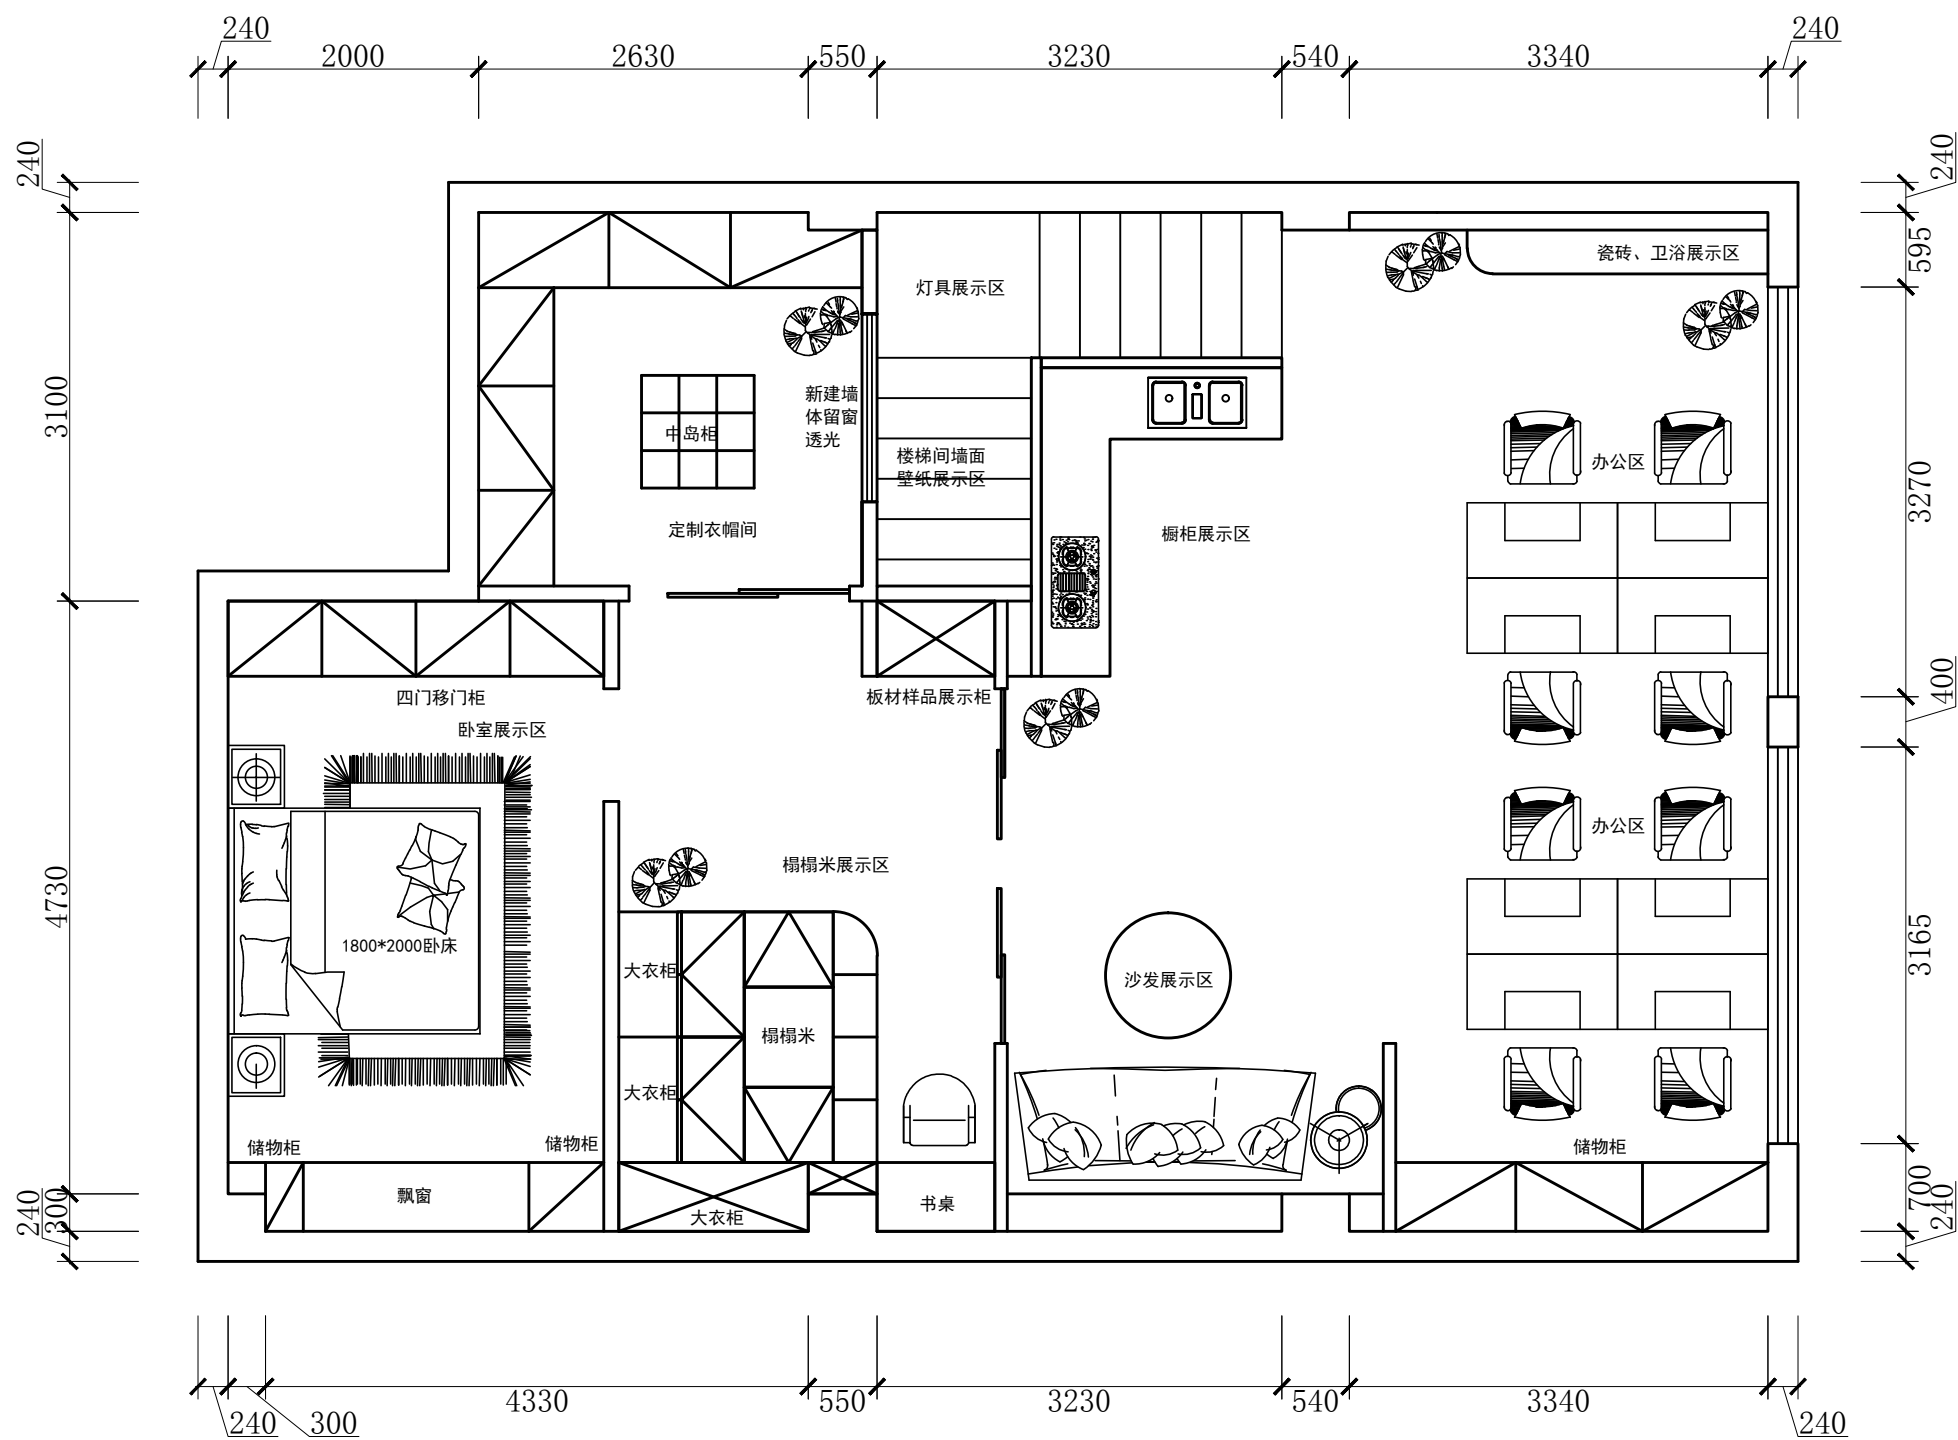 240
2000
2630
550
3230
540
3340
240
240
3100
4730
300
240
240
595
3270
400
3165
700
240
瓷砖、卫浴展示区
灯具展示区
新建墙
体留窗
透光
中岛柜
楼梯间墙面
壁纸展示区
办公区
定制衣帽间
橱柜展示区
四门移门柜
板材样品展示柜
卧室展示区
办公区
榻榻米展示区
1800*2000卧床
大衣柜
沙发展示区
榻榻米
大衣柜
储物柜
储物柜
储物柜
飘窗
大衣柜
书桌
240
300
4330
550
3230
540
3340
240